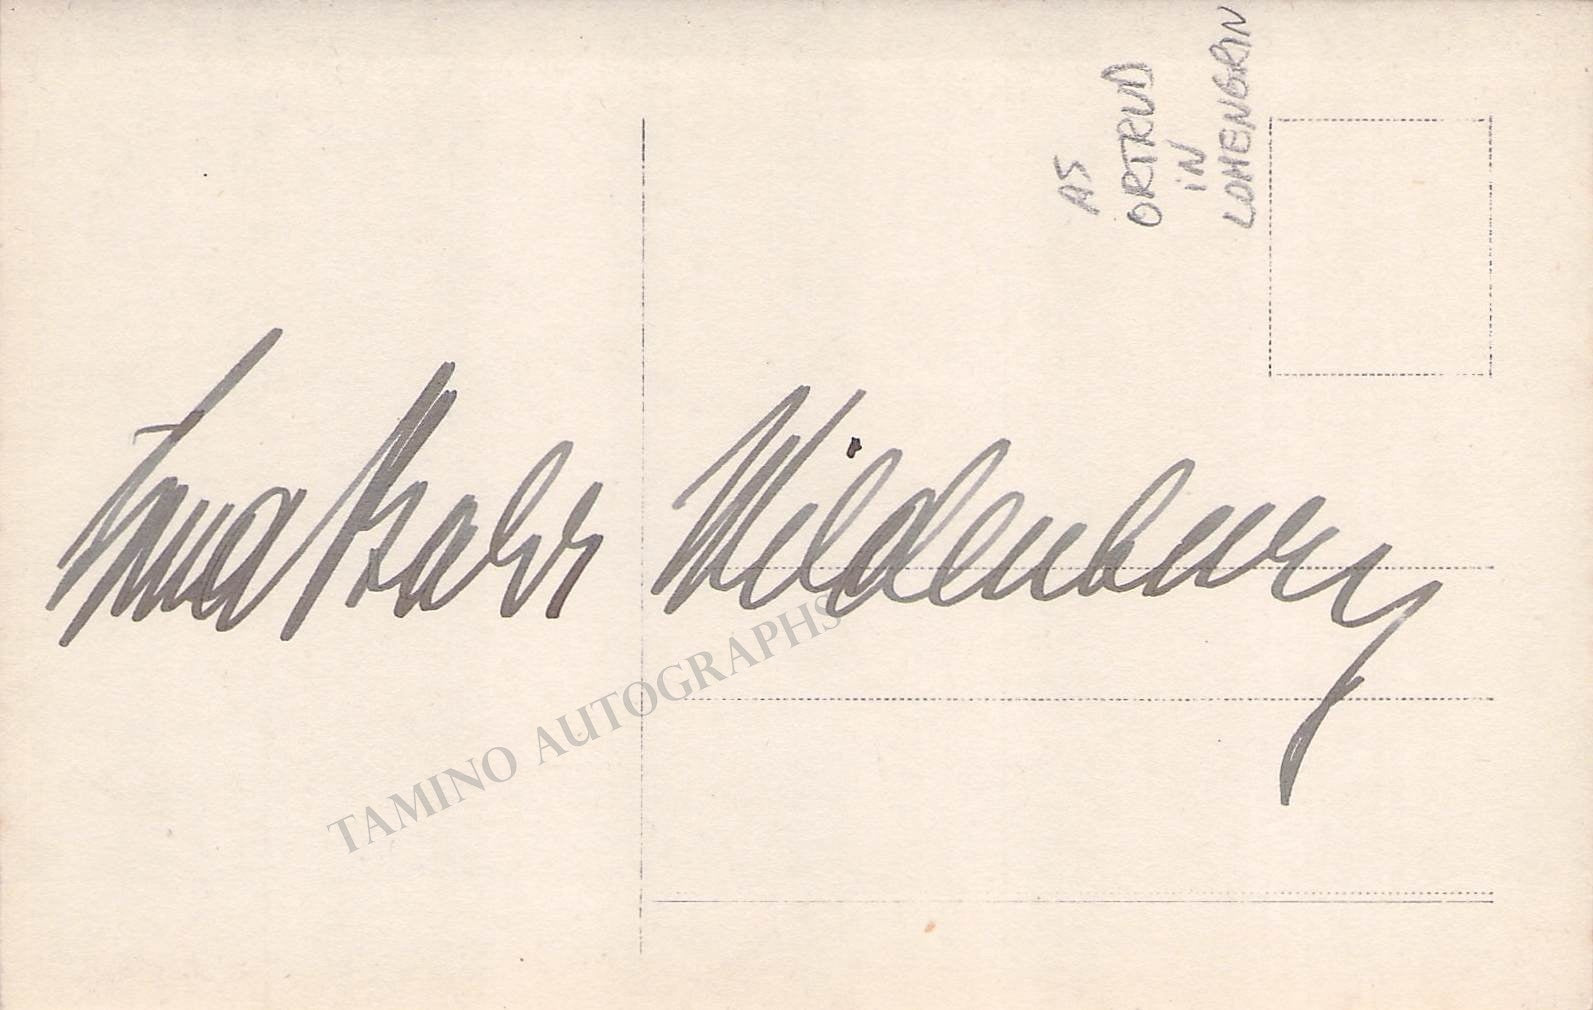 AS
ORTRUD
iN
LOHENGRIN
Anna Bahr Mildenburg
TAMINO AUTOGRAPHS